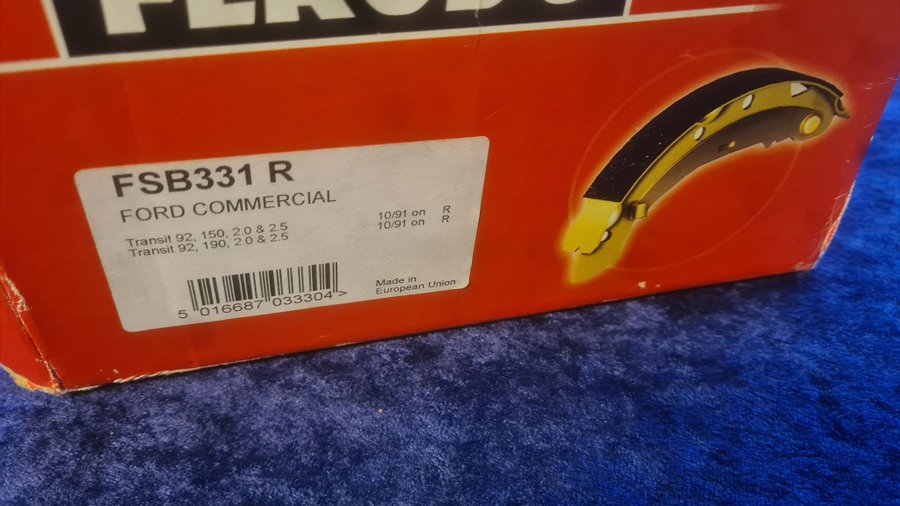 FERODO
FSB331 R
FORD COMMERCIAL
Transit 92, 150, 2.0 & 2.5 10/91 on R
Transit 92, 190, 2.0 & 2.5 10/91 on R
5 016687 033304 >
Made in
European Union